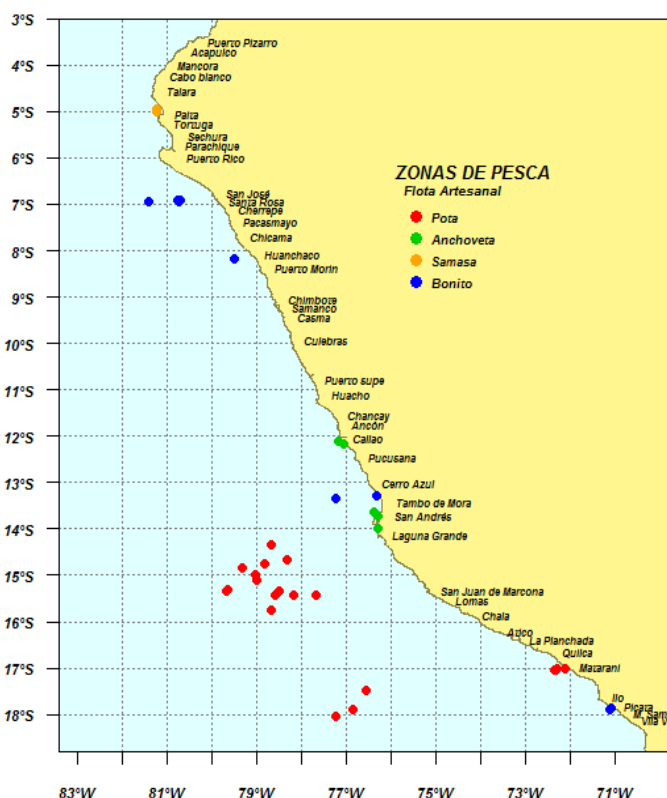 3°S
4°S
5°S
6°S
7°S
8°S
9°S
10°S
11°S
12°S
13°S
14°S
15°S
16°S
17°S
18°S
Puerto Pizarro
Acapulco
Mancora
Cabo blanco
Talara
Paita
Tortuga
Sechura
Parachique
Puerto Rico
San José
Santa Rosa
Cherrepe
Pacasmayo
Chicama
Huanchaco
Puerto Morin
Chimbote
Samanco
Casma
Culebras
Puerto supe
Huacho
Chancay
Ancón
Callao
Pucusana
Cerro Azul
Tambo de Mora
San Andrés
Laguna Grande
San Juan de Marcona
Lomas
Chala
Atico
La Planchada
Quilca
Matarani
Ilo
Picata
M. Sam
Vila V
ZONAS DE PESCA
Flota Artesanal
Pota
Anchoveta
Samasa
Bonito
83°W
81°W
79°W
77°W
75°W
73°W
71°W